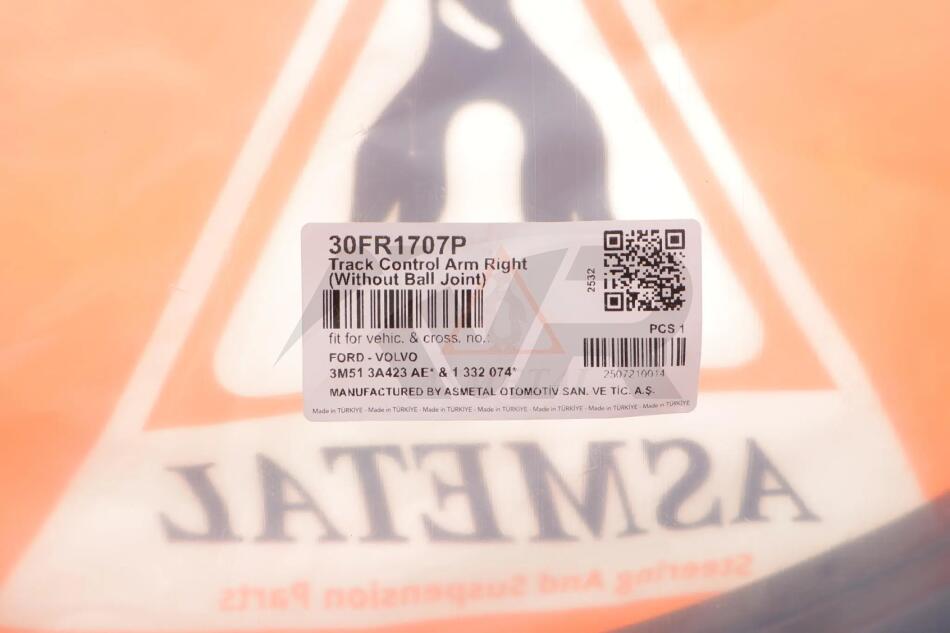 30FR1707P
Track Control Arm Right
(Without Ball Joint)
2532
fit for vehic. & cross. no.:
PCS 1
FORD - VOLVO
3M51 3A423 AE* & 1 332 074*
2507210014
MANUFACTURED BY ASMETAL OTOMOTİV SAN. VE TİC. A.Ş.
Made in TÜRKİYE - Made in TÜRKİYE - Made in TÜRKİYE - Made in TÜRKİYE - Made in TÜRKİYE - Made in TÜRKİYE - Made in TÜRKİYE
ASMETAL
Steering And Suspension Parts